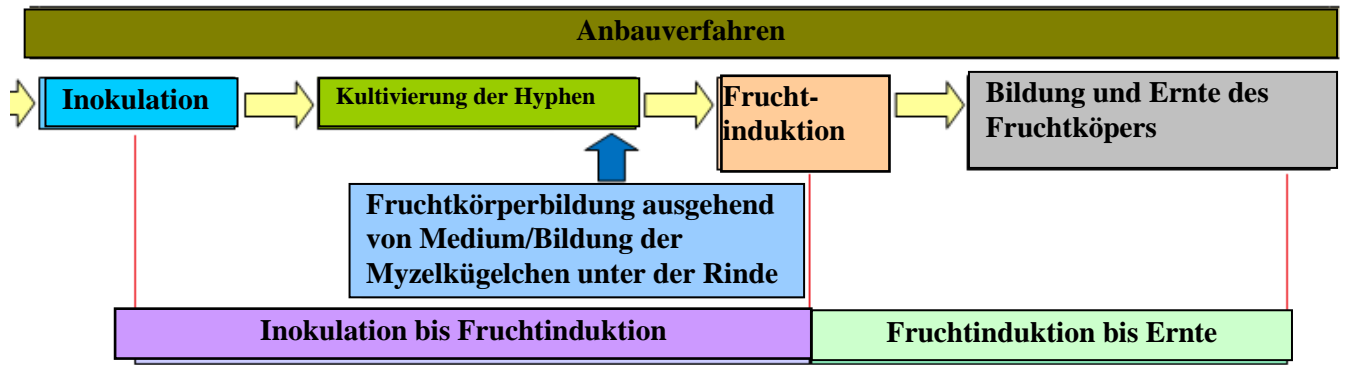 Anbauverfahren
Inokulation
Kultivierung der Hyphen
Frucht-
induktion
Bildung und Ernte des
Fruchtköpers
Fruchtkörperbildung ausgehend
von Medium/Bildung der
Myzelkügelchen unter der Rinde
Inokulation bis Fruchtinduktion
Fruchtinduktion bis Ernte